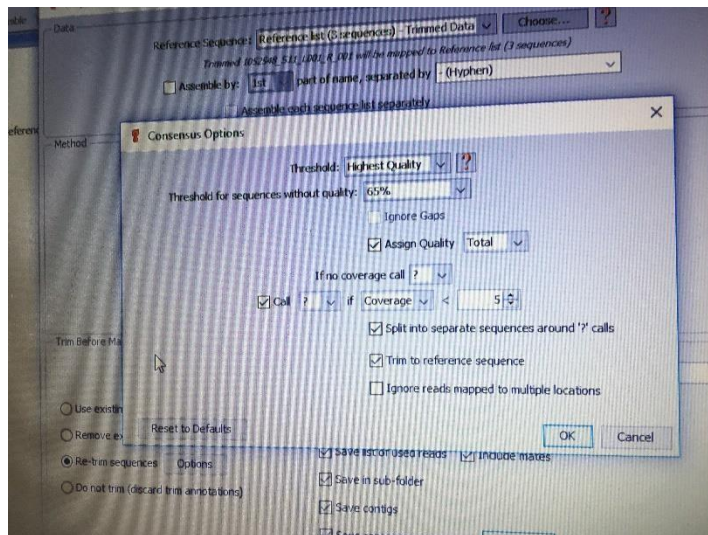 Data
Reference Sequence: Reference list (3 sequences) - Trimmed Data Choose... ?
Trimmed 1052948_S13_L001_R_001 will be mapped to Reference list (3 sequences)
Assemble by: 1st part of name, separated by - (Hyphen)
Assemble each sequence list separately
Method
Consensus Options
Threshold: Highest Quality ?
Threshold for sequences without quality: 65%
Ignore Gaps
Assign Quality Total
If no coverage call ?
Call ? if Coverage < 5
Split into separate sequences around '?' calls
Trim Before Ma
Trim to reference sequence
Ignore reads mapped to multiple locations
Use existin
Reset to Defaults OK Cancel
Remove ex
Save list of used reads Include mates
Re-trim sequences Options
Save in sub-folder
Do not trim (discard trim annotations)
Save contigs